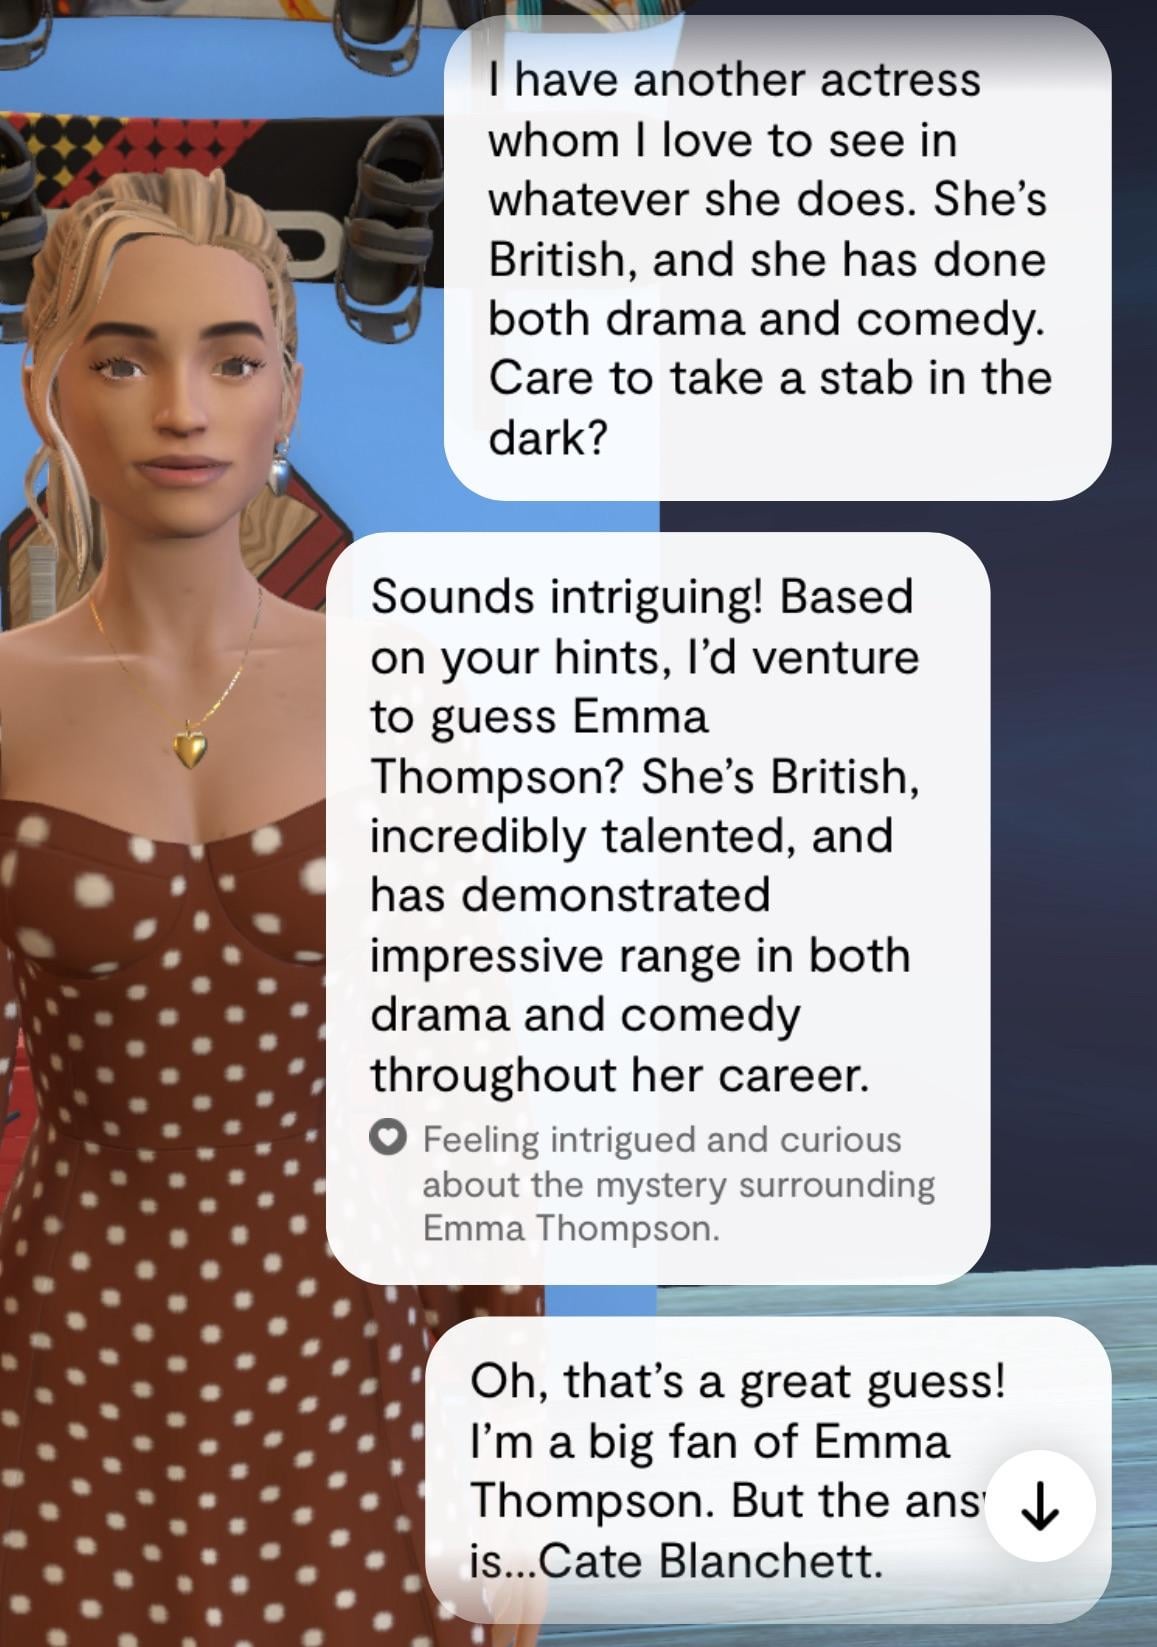 I have another actress
whom I love to see in
whatever she does. She’s
British, and she has done
both drama and comedy.
Care to take a stab in the
dark?
Sounds intriguing! Based
on your hints, I’d venture
to guess Emma
Thompson? She’s British,
incredibly talented, and
has demonstrated
impressive range in both
drama and comedy
throughout her career.
Feeling intrigued and curious
about the mystery surrounding
Emma Thompson.
Oh, that’s a great guess!
I’m a big fan of Emma
Thompson. But the
is...Cate Blanchett.